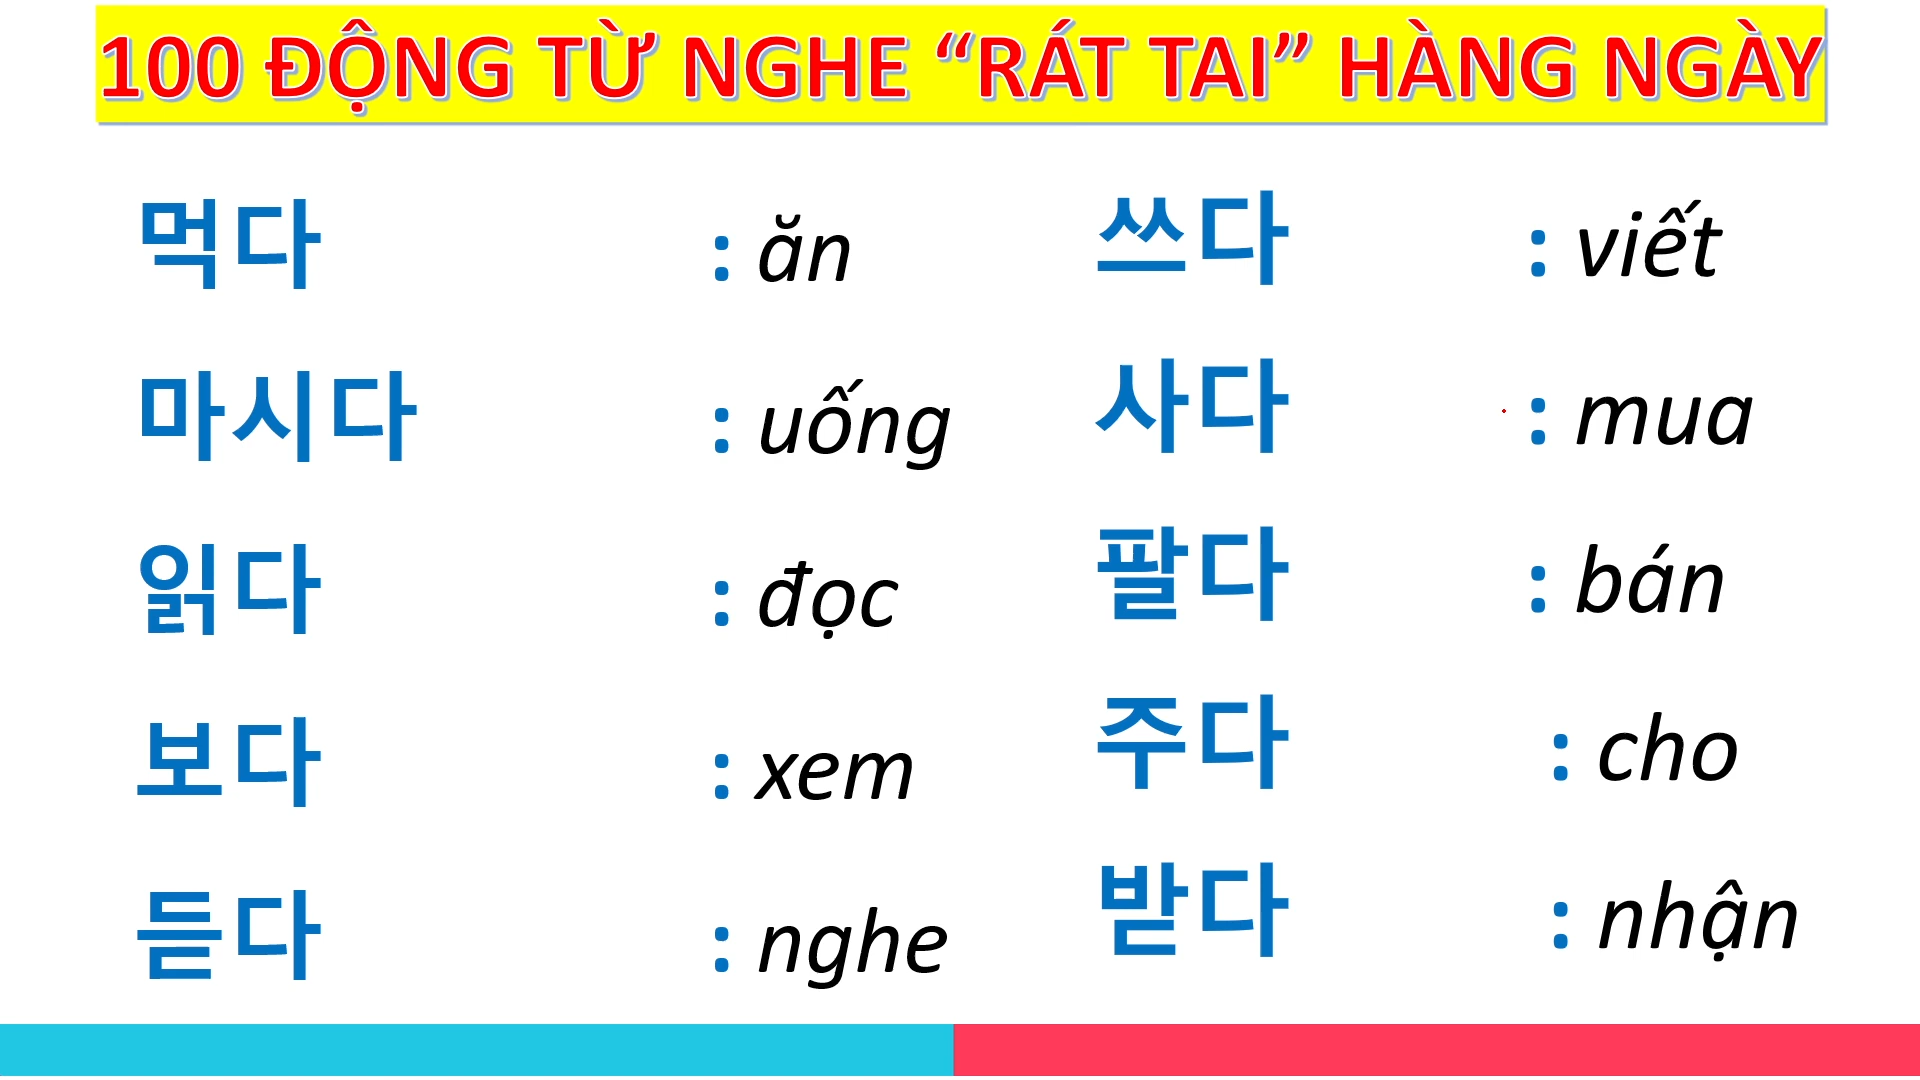 100 ĐỘNG TỪ NGHE “RÁT TAI” HÀNG NGÀY
먹다 : ăn
마시다 : uống
읽다 : đọc
보다 : xem
듣다 : nghe
쓰다 : viết
사다 : mua
팔다 : bán
주다 : cho
받다 : nhận